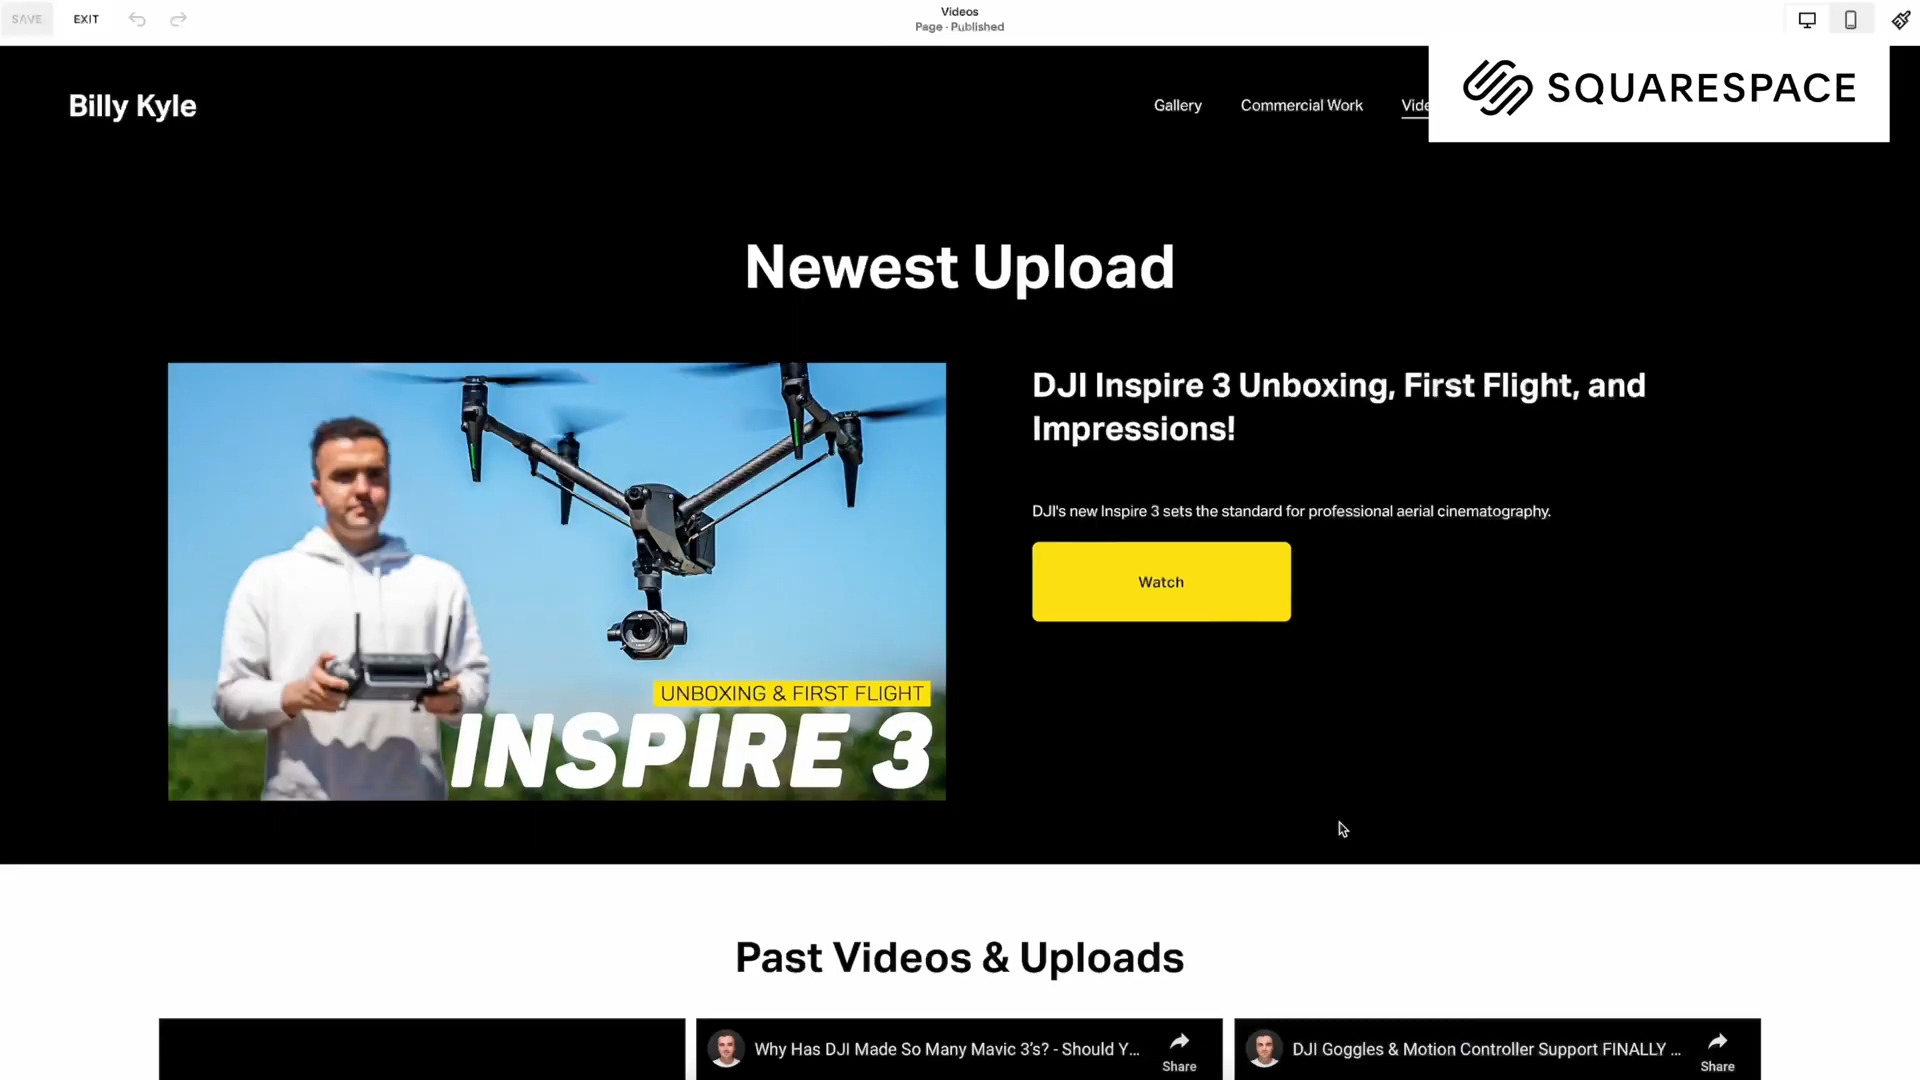 SAVE
EXIT
Videos
Page · Published
SQUARESPACE
Billy Kyle
Gallery
Commercial Work
Vide
Newest Upload
DJI Inspire 3 Unboxing, First Flight, and
Impressions!
DJI's new Inspire 3 sets the standard for professional aerial cinematography.
Watch
UNBOXING & FIRST FLIGHT
INSPIRE 3
Past Videos & Uploads
Why Has DJI Made So Many Mavic 3's? - Should Y...
Share
DJI Goggles & Motion Controller Support FINALLY ...
Share